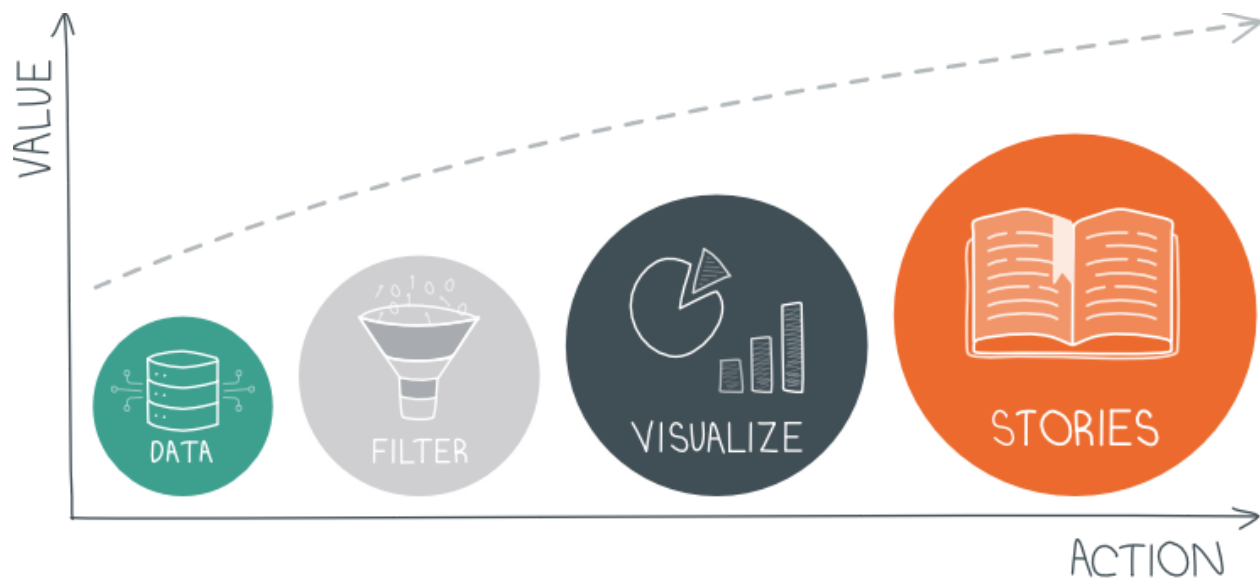 VALUE
DATA
FILTER
VISUALIZE
STORIES
ACTION